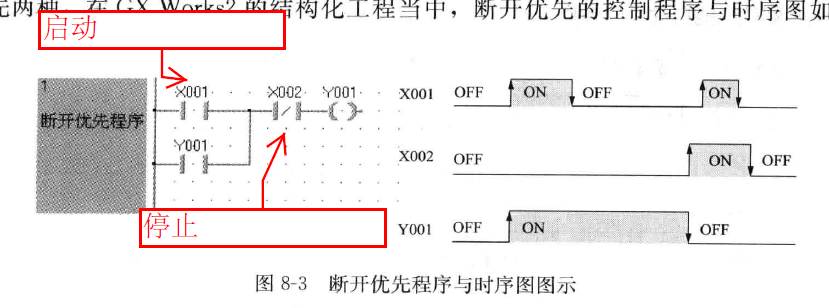 元两种。在 GX Works2 的结构化工程当中，断开优先的控制程序与时序图如
启动
1
断开优先程序
X001
X002
Y001
Y001
停止
X001 OFF ON OFF ON
X002 OFF ON OFF
Y001 OFF ON OFF
图 8-3 断开优先程序与时序图图示